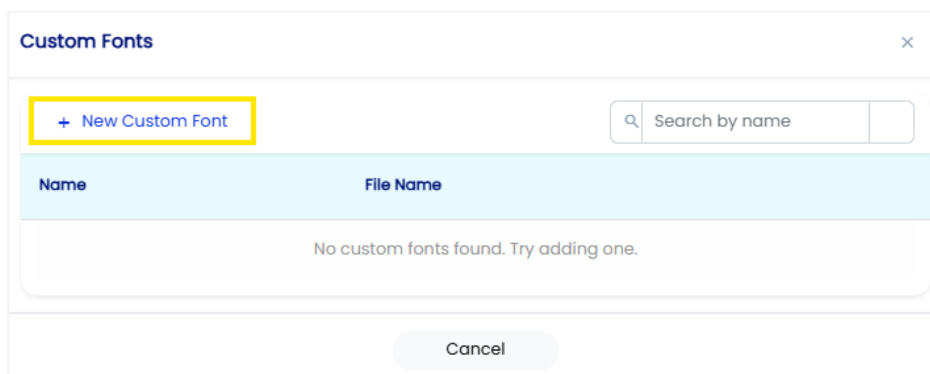 Custom Fonts
+ New Custom Font
Search by name
Name File Name
No custom fonts found. Try adding one.
Cancel